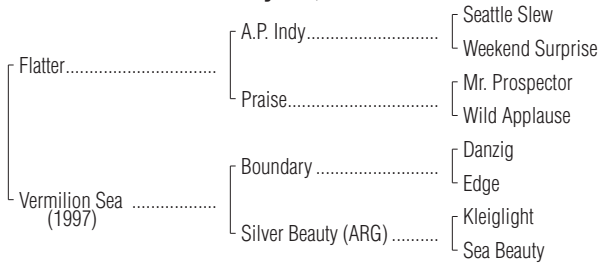 A.P. Indy..............................
Seattle Slew
Weekend Surprise
Flatter..................................
Praise..................................
Mr. Prospector
Wild Applause
Boundary ............................
Danzig
Edge
Vermilion Sea ...................
(1997)
Silver Beauty (ARG) ..........
Kleiglight
Sea Beauty